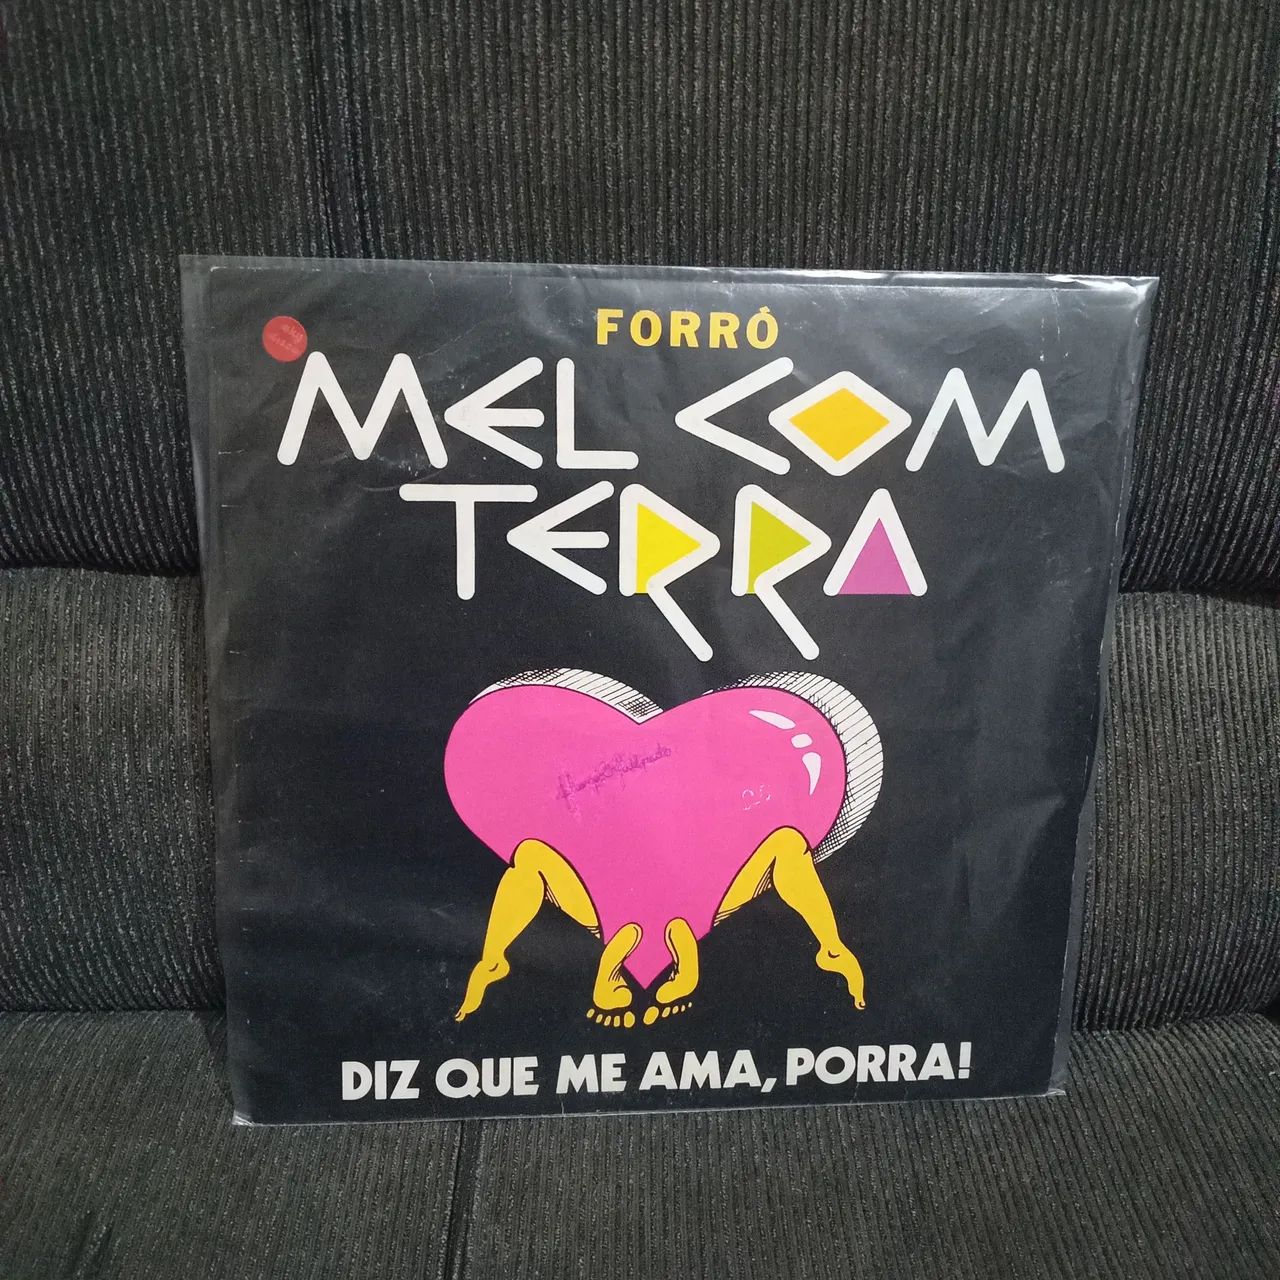 FORRÓ
MEL COM
TERRA
DIZ QUE ME AMA, PORRA!